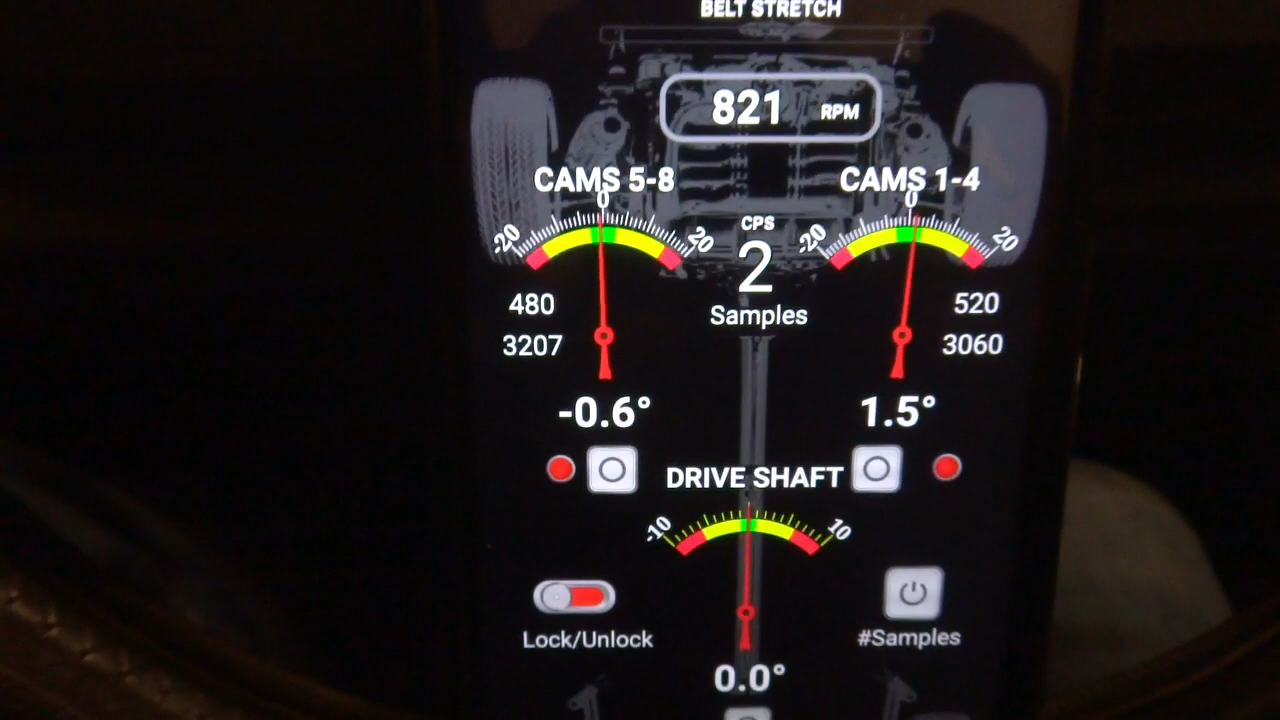 BELT STRETCH
821 RPM
CAMS 5-8
CAMS 1-4
0
0
-20
20
CPS
-20
20
2
Samples
480
520
3207
3060
-0.6°
1.5°
DRIVE SHAFT
-10
10
Lock/Unlock
#Samples
0.0°